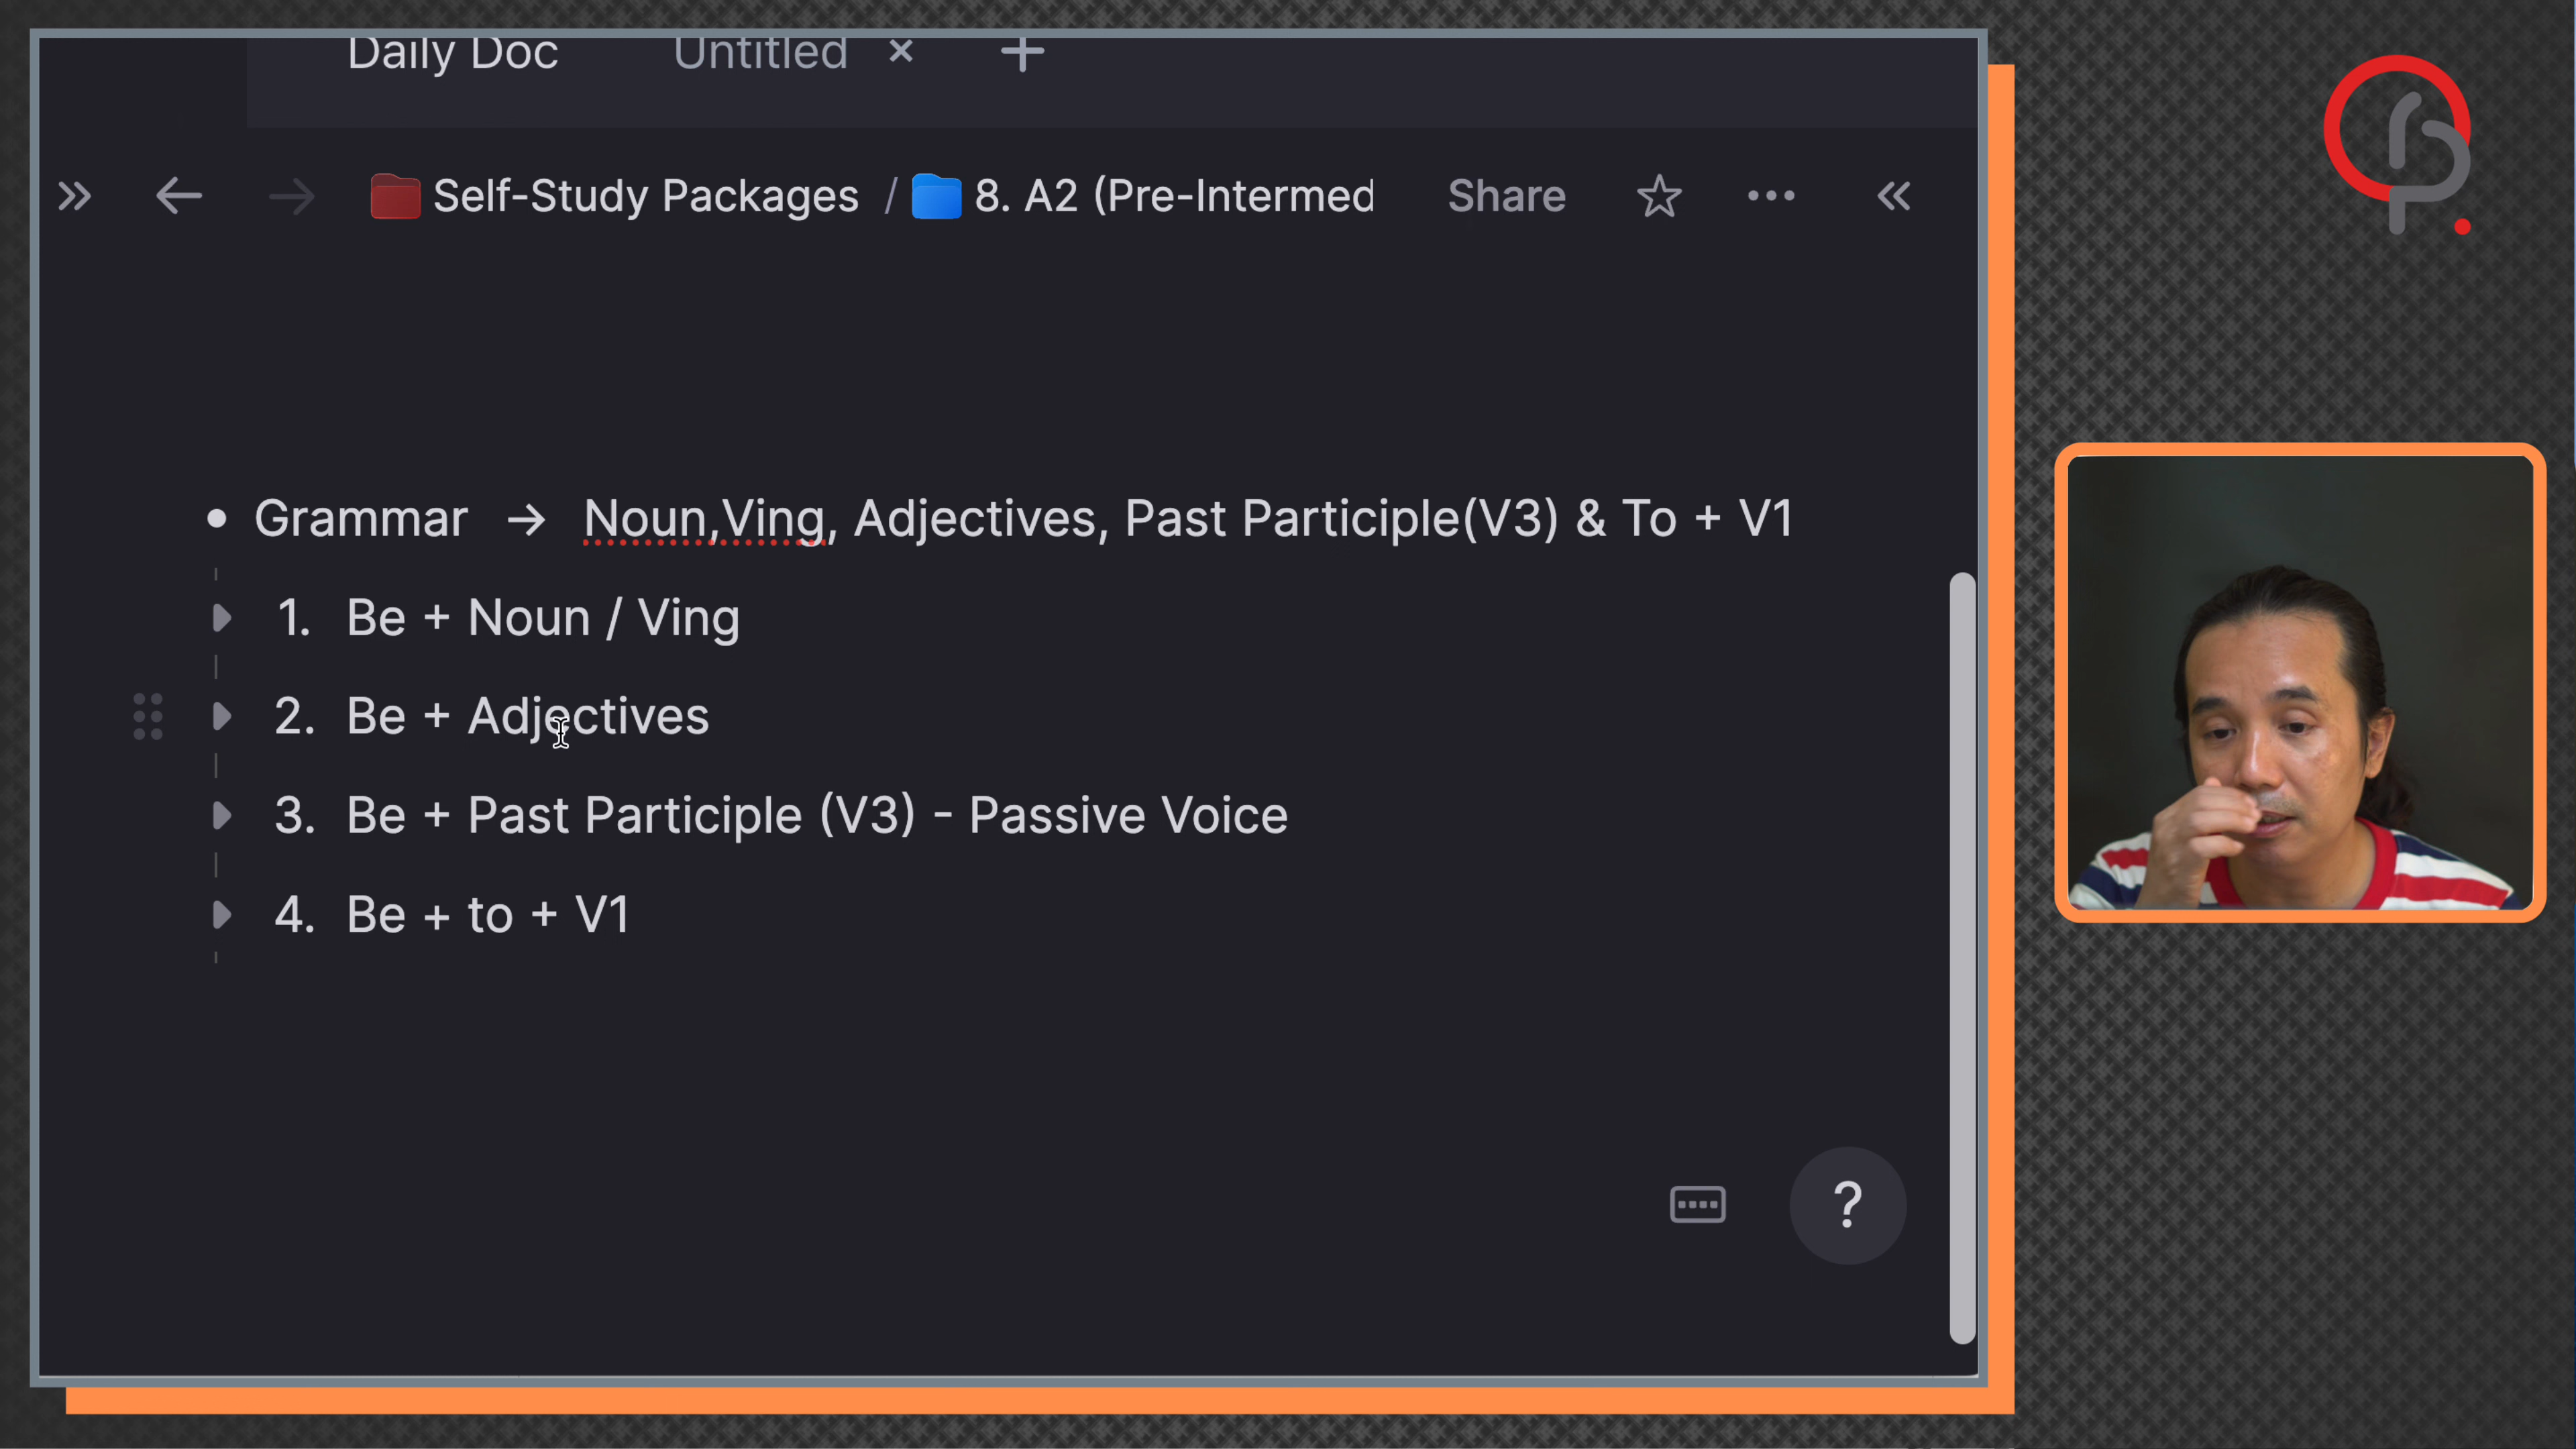 Daily Doc Untitled × +
Self-Study Packages / 8. A2 (Pre-Intermed Share
• Grammar → Noun,Ving, Adjectives, Past Participle(V3) & To + V1
1. Be + Noun / Ving
2. Be + Adjectives
3. Be + Past Participle (V3) - Passive Voice
4. Be + to + V1
?